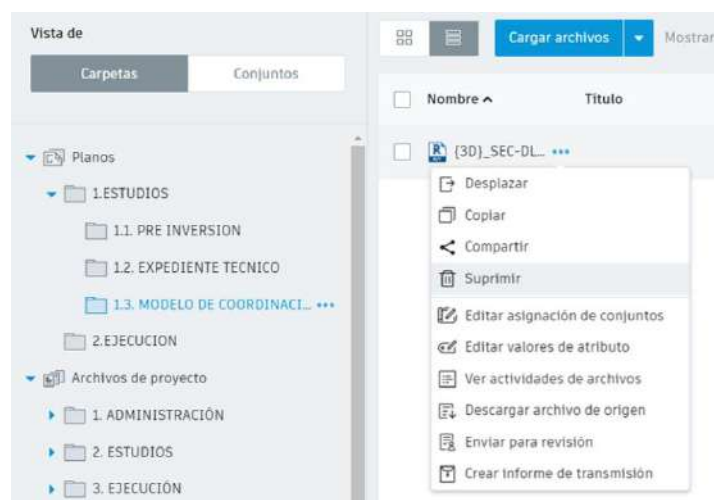 Vista de
Carpetas
Conjuntos
Planos
1.ESTUDIOS
1.1. PRE INVERSION
1.2. EXPEDIENTE TECNICO
1.3. MODELO DE COORDINACI... •••
2.EJECUCION
Archivos de proyecto
1. ADMINISTRACIÓN
2. ESTUDIOS
3. EJECUCIÓN
Cargar archivos
Mostrar
Nombre
Título
{3D}_SEC-DL... •••
Desplazar
Copiar
Compartir
Suprimir
Editar asignación de conjuntos
Editar valores de atributo
Ver actividades de archivos
Descargar archivo de origen
Enviar para revisión
Crear informe de transmisión